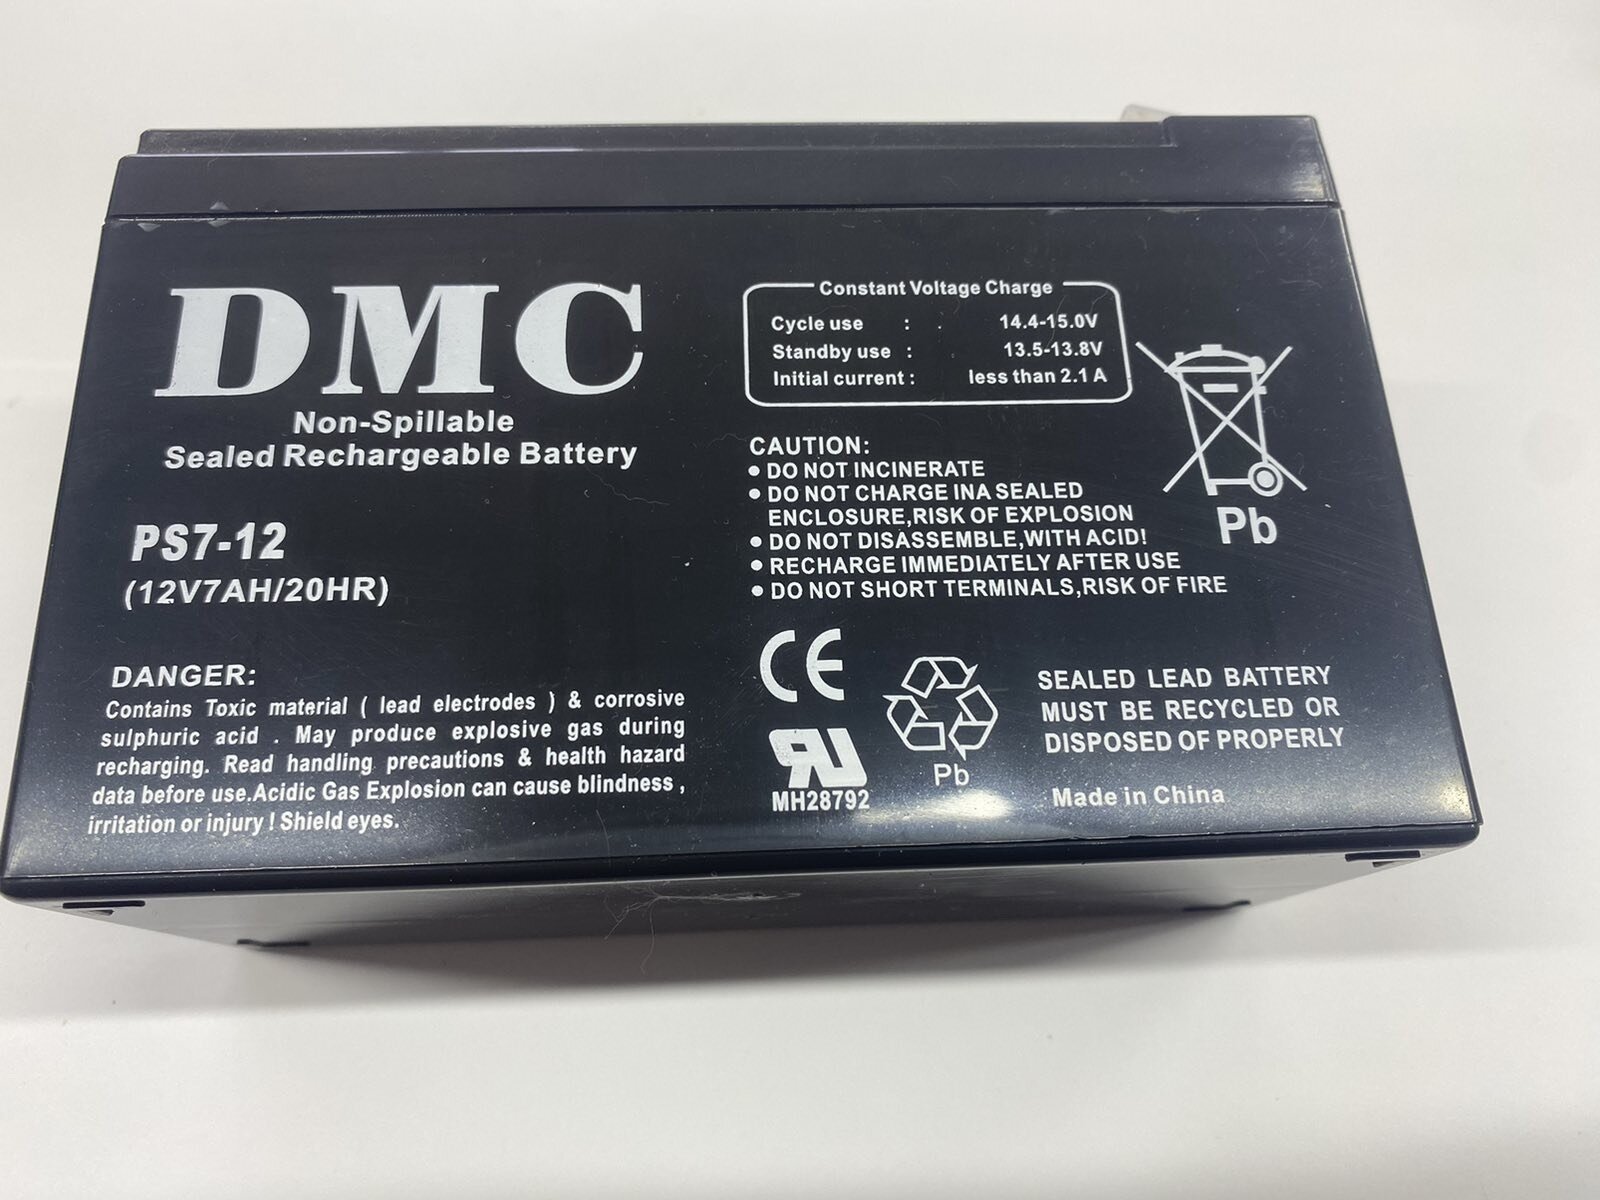 DMC
Non-Spillable
Sealed Rechargeable Battery
PS7-12
(12V7AH/20HR)
DANGER:
Contains Toxic material ( lead electrodes ) & corrosive
sulphuric acid . May produce explosive gas during
recharging. Read handling precautions & health hazard
data before use.Acidic Gas Explosion can cause blindness ,
irritation or injury ! Shield eyes.
Constant Voltage Charge
Cycle use : . 14.4-15.0V
Standby use : 13.5-13.8V
Initial current : less than 2.1 A
CAUTION:
• DO NOT INCINERATE
• DO NOT CHARGE INA SEALED
ENCLOSURE,RISK OF EXPLOSION
• DO NOT DISASSEMBLE,WITH ACID!
• RECHARGE IMMEDIATELY AFTER USE
• DO NOT SHORT TERMINALS,RISK OF FIRE
Pb
CE
RU
MH28792
Pb
SEALED LEAD BATTERY
MUST BE RECYCLED OR
DISPOSED OF PROPERLY
Made in China